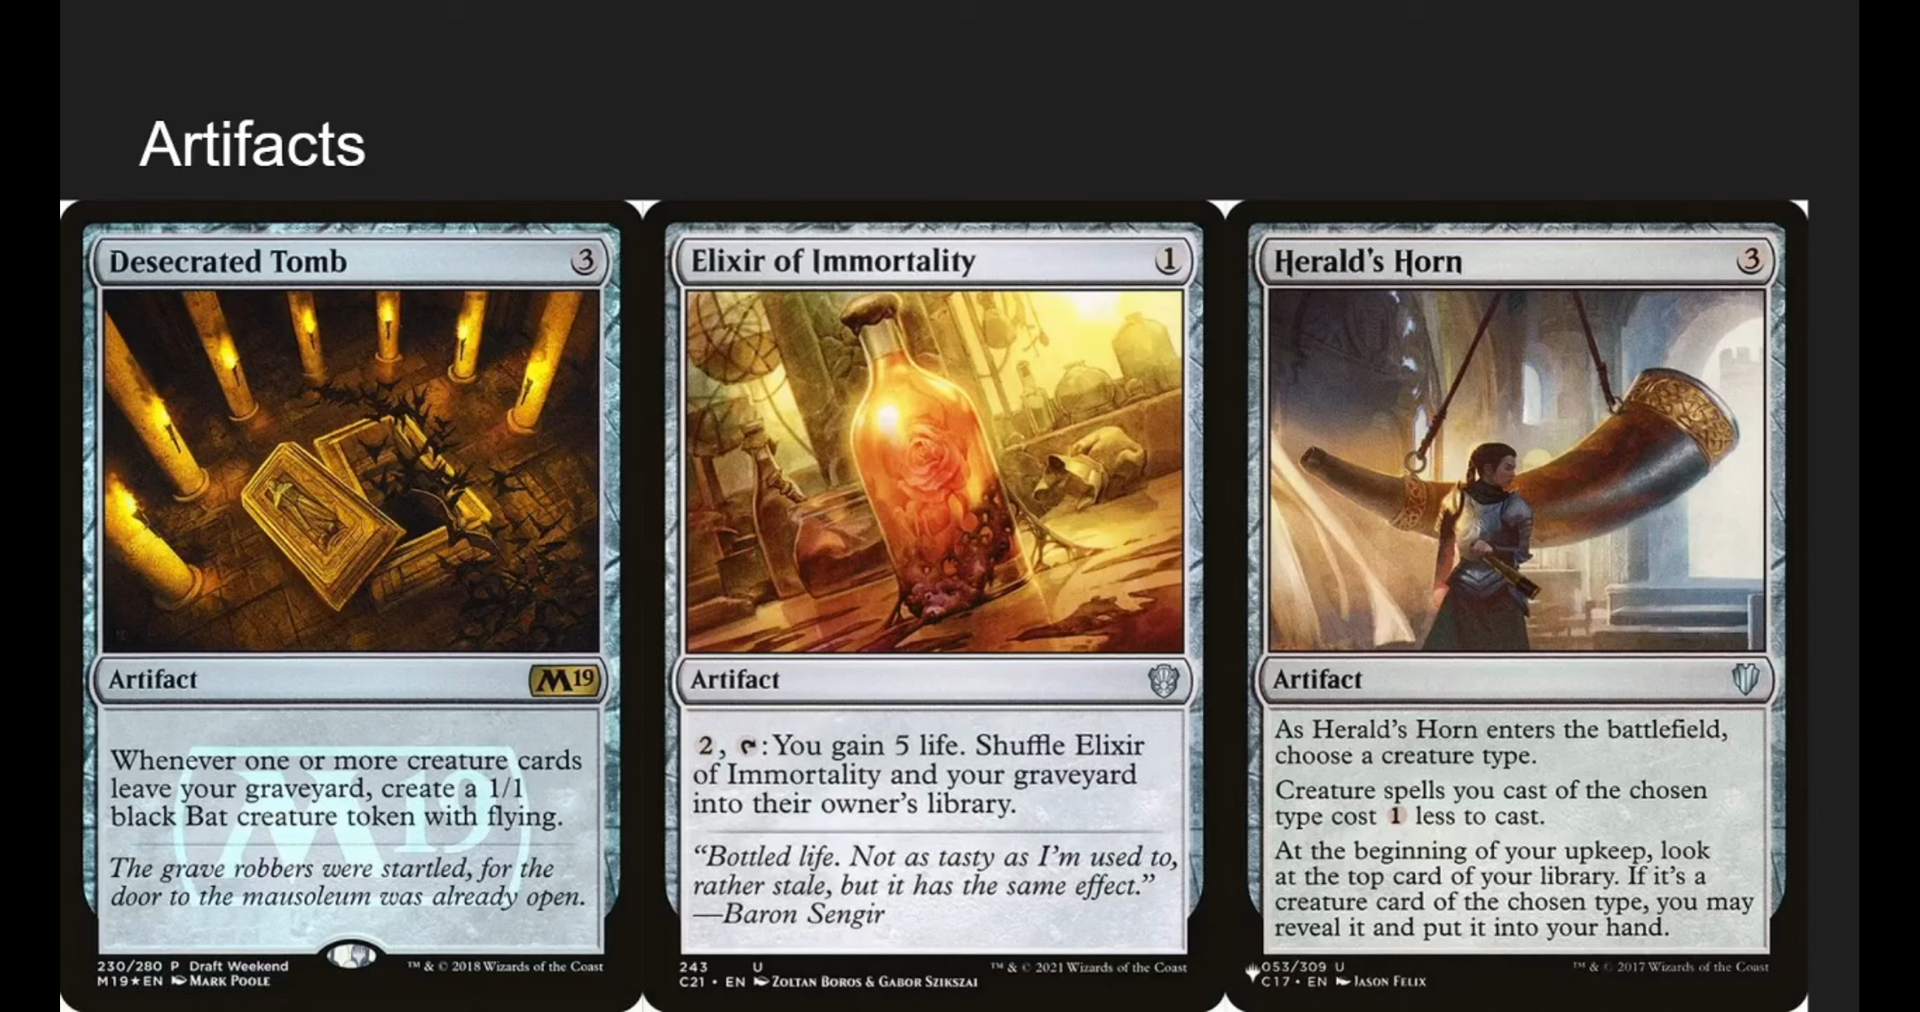 Artifacts
Desecrated Tomb 3
Artifact M19
Whenever one or more creature cards
leave your graveyard, create a 1/1
black Bat creature token with flying.
The grave robbers were startled, for the
door to the mausoleum was already open.
230/280 P Draft Weekend ™ & © 2018 Wizards of the Coast
M19★EN MARK POOLE
Elixir of Immortality 1
Artifact
2, : You gain 5 life. Shuffle Elixir
of Immortality and your graveyard
into their owner's library.
“Bottled life. Not as tasty as I'm used to,
rather stale, but it has the same effect.”
—Baron Sengir
243 U ™ & © 2021 Wizards of the Coast
C21 • EN ZOLTAN BOROS & GABOR SZIKSZAI
Herald's Horn 3
Artifact
As Herald's Horn enters the battlefield,
choose a creature type.
Creature spells you cast of the chosen
type cost 1 less to cast.
At the beginning of your upkeep, look
at the top card of your library. If it's a
creature card of the chosen type, you may
reveal it and put it into your hand.
053/309 U ™ & © 2017 Wizards of the Coast
C17 • EN JASON FELIX